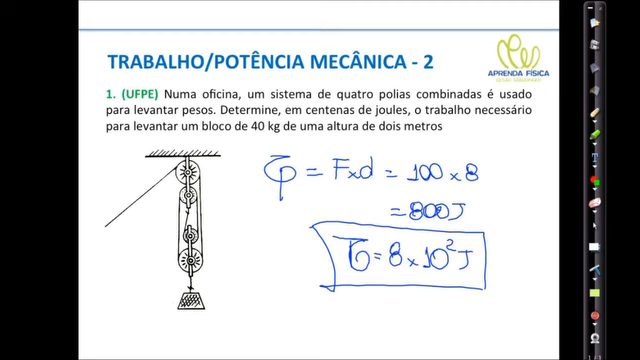 TRABALHO/POTÊNCIA MECÂNICA - 2
APRENDA FÍSICA
1. (UFPE) Numa oficina, um sistema de quatro polias combinadas é usado
para levantar pesos. Determine, em centenas de joules, o trabalho necessário
para levantar um bloco de 40 kg de uma altura de dois metros
τ = F×d = 100 × 8
= 800 J
τ = 8 × 10² J